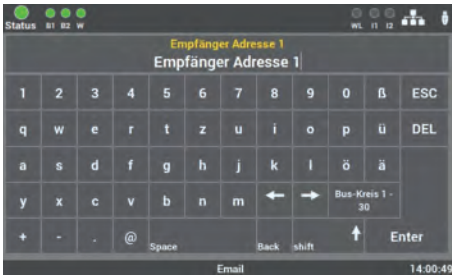 Status B1 B2 W WL I1 I2
Empfänger Adresse 1
Empfänger Adresse 1
1 2 3 4 5 6 7 8 9 0 ß ESC
q w e r t z u i o p ü DEL
a s d f g h j k l ö ä
y x c v b n m ← → Bus-Kreis 1 -
30
+ - . @ Space Back shift ↑ Enter
Email 14:00:49